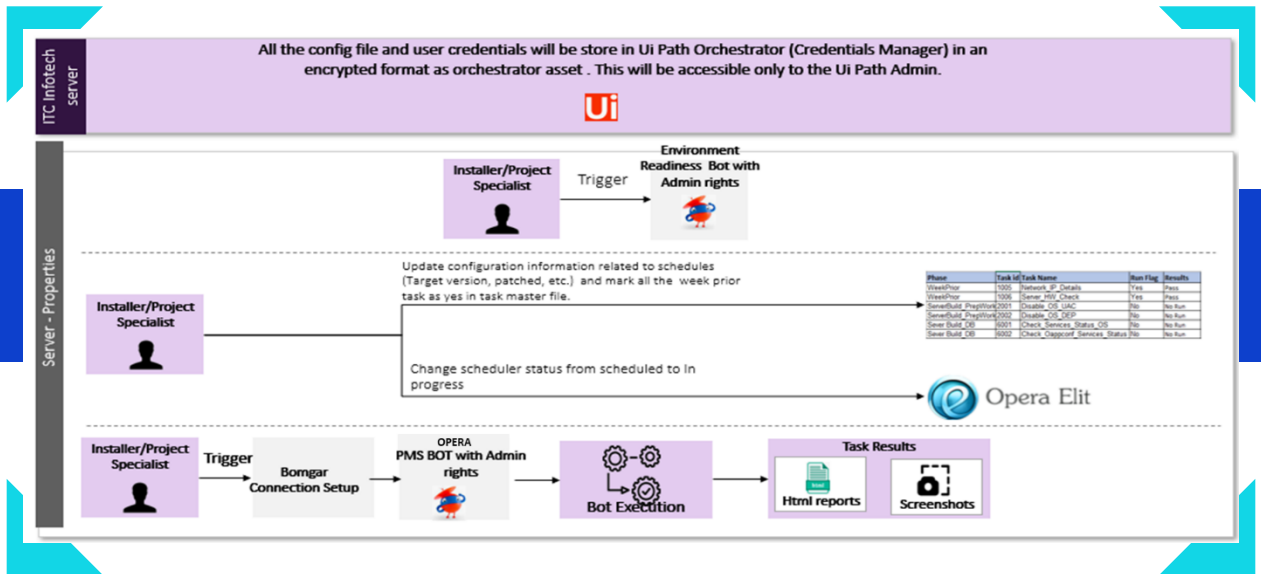 ITC Infotech
server
All the config file and user credentials will be store in Ui Path Orchestrator (Credentials Manager) in an
encrypted format as orchestrator asset . This will be accessible only to the Ui Path Admin.
Ui
Server - Properties
Installer/Project
Specialist
Trigger
Environment
Readiness Bot with
Admin rights
Installer/Project
Specialist
Update configuration information related to schedules
(Target version, patched, etc.) and mark all the week prior
task as yes in task master file.
Phase Task id Task Name Run Flag Results
WeekPrior 1005 Network_IP_Details Yes Pass
WeekPrior 1006 Server_HW_Check Yes Pass
ServerBuild_PrepWork 2001 Disable_OS_UAC No No Run
ServerBuild_PrepWork 2002 Disable_OS_DEP No No Run
Sever Build_DB 6001 Check_Services_Status_OS No No Run
Sever Build_DB 6002 Check_Oappconf_Services_Status No No Run
Change scheduler status from scheduled to In
progress
Opera Elit
Installer/Project
Specialist
Trigger
Bomgar
Connection Setup
OPERA
PMS BOT with Admin
rights
Bot Execution
Task Results
html
Html reports
Screenshots